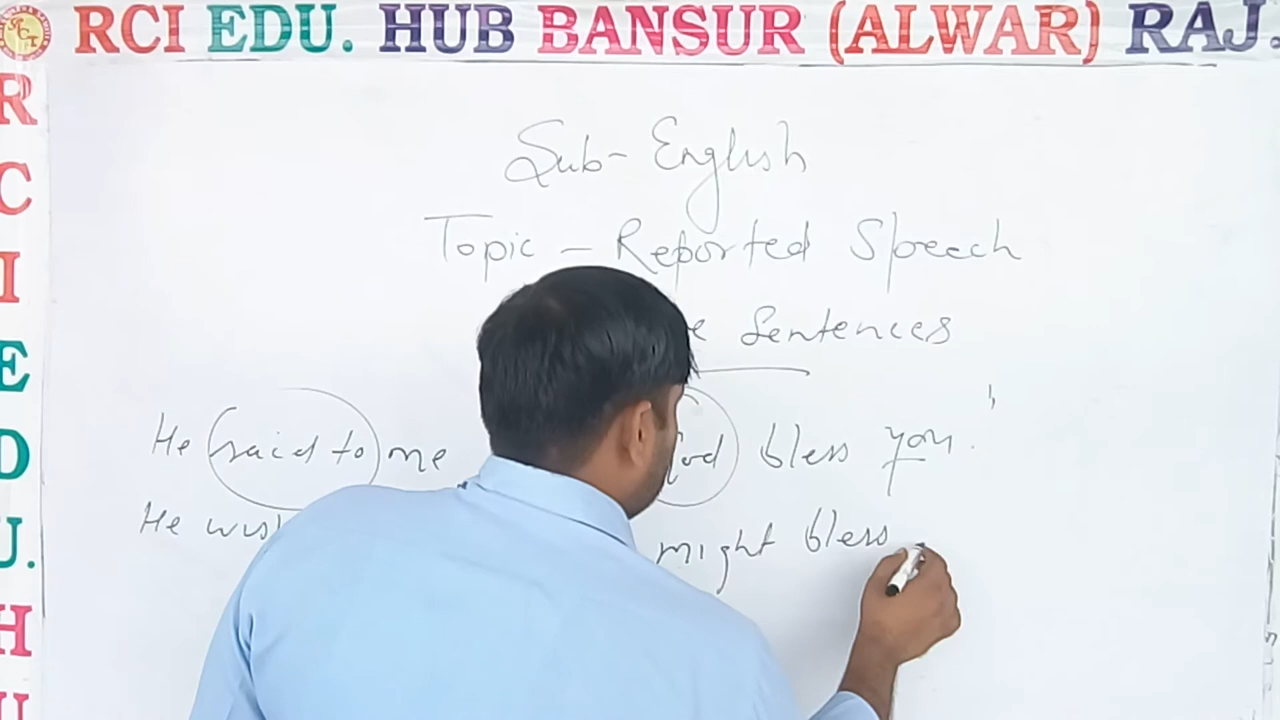 RCI EDU. HUB BANSUR (ALWAR) RAJ.
R
C
I
E
D
U.
H
U
Sub- English
Topic - Reported Speech
Sentences
He said to me God bless you.'
He might bless